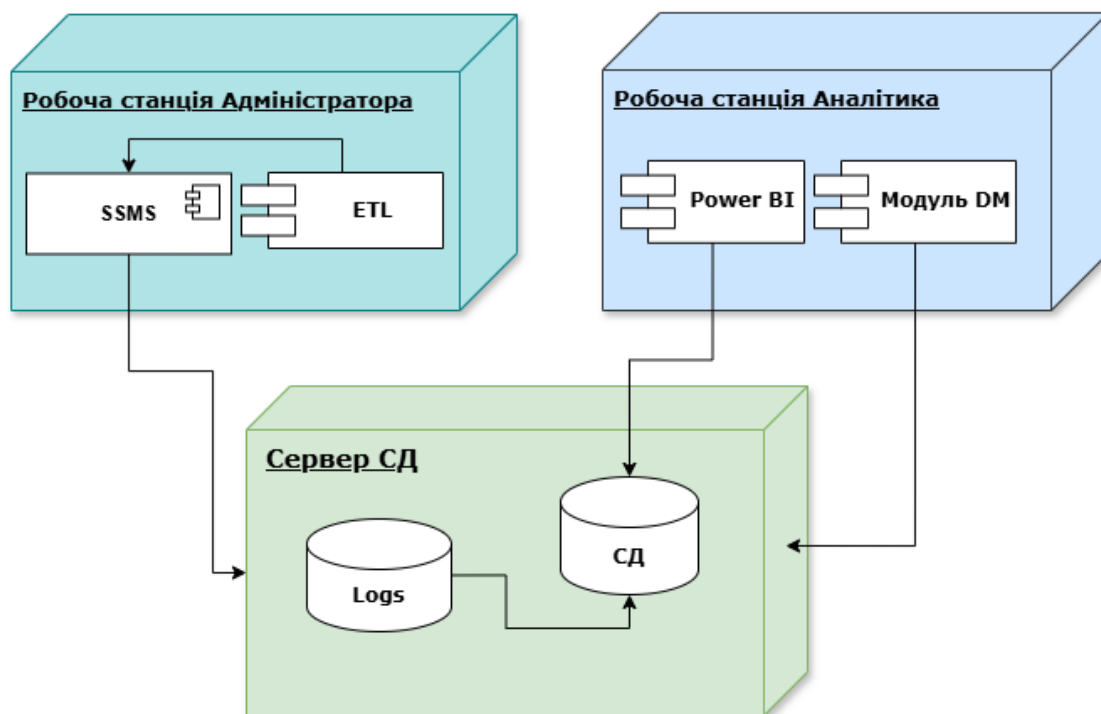 Робоча станція Адміністратора
SSMS
ETL
Робоча станція Аналітика
Power BI
Модуль DM
Сервер СД
Logs
СД